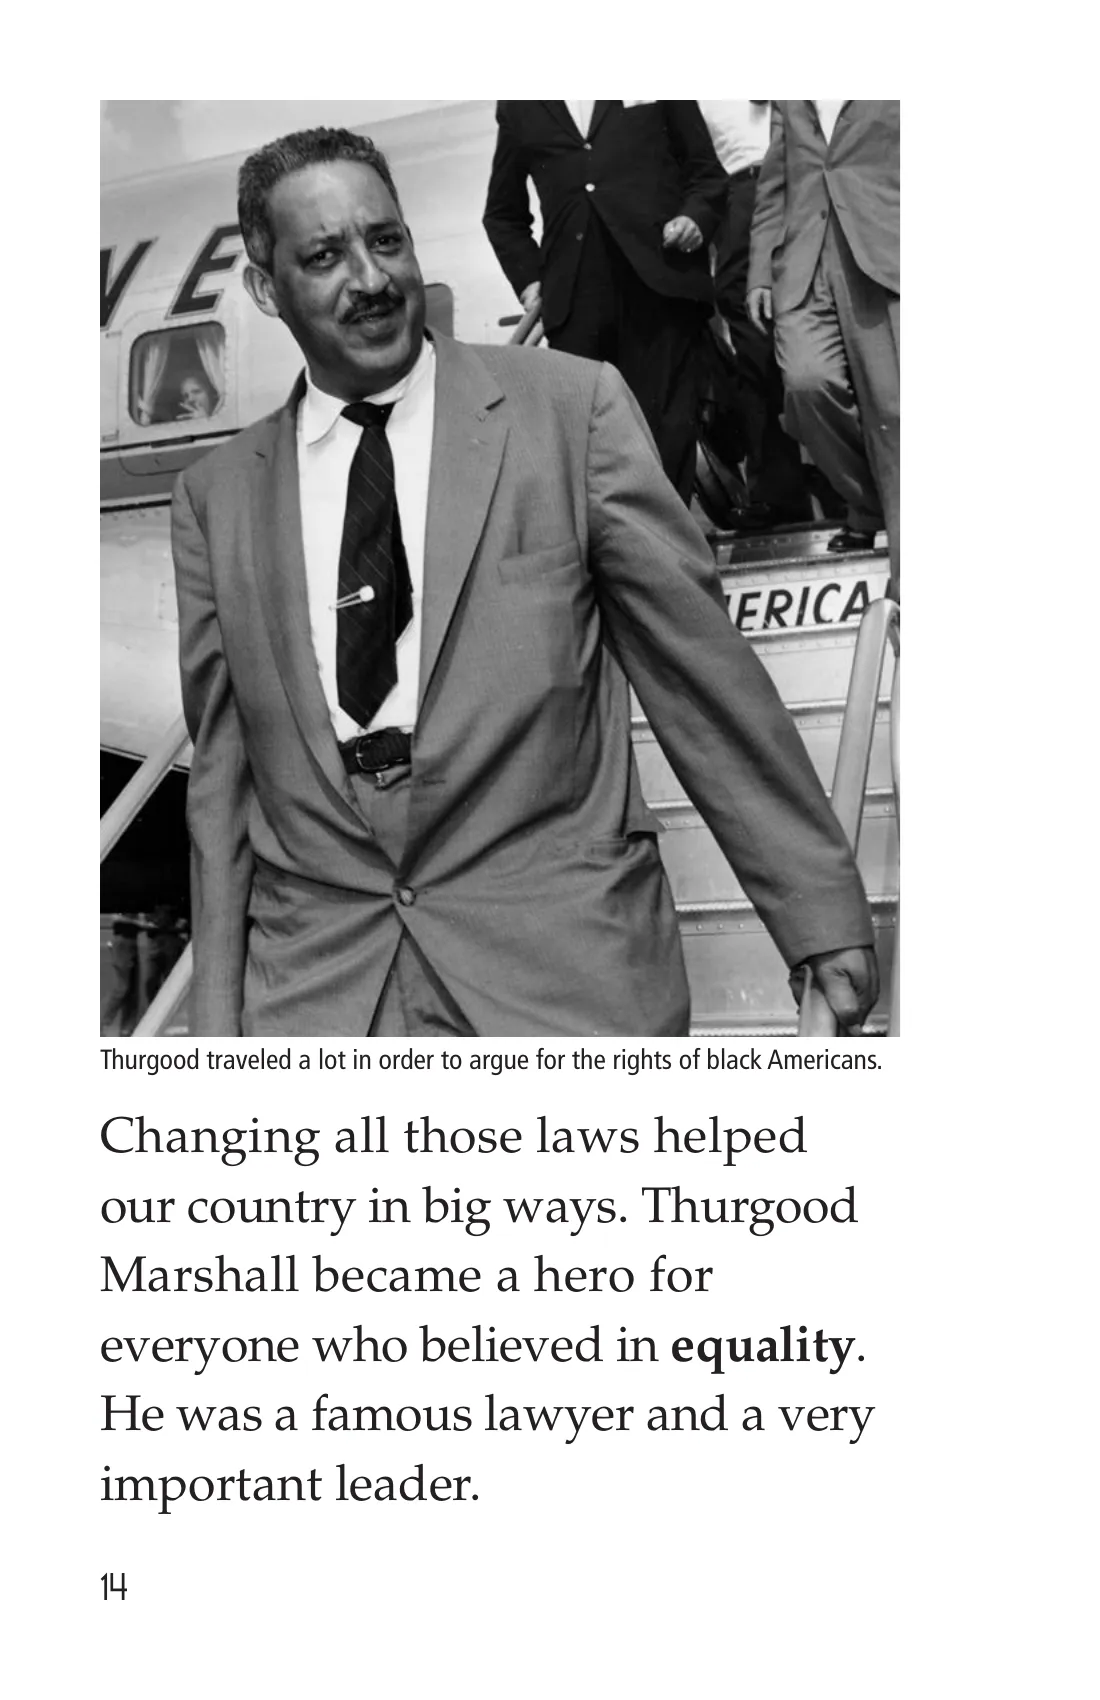 V E
ERICA
Thurgood traveled a lot in order to argue for the rights of black Americans.
Changing all those laws helped
our country in big ways. Thurgood
Marshall became a hero for
everyone who believed in equality.
He was a famous lawyer and a very
important leader.
14